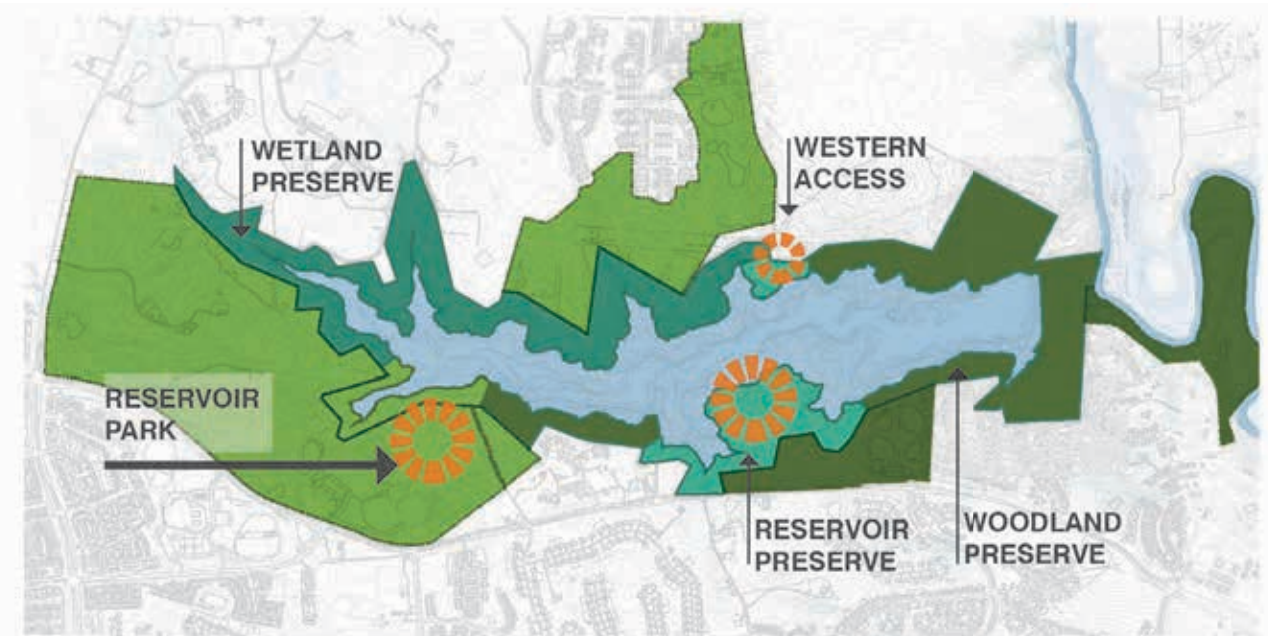 WETLAND
PRESERVE
WESTERN
ACCESS
RESERVOIR
PARK
RESERVOIR
PRESERVE
WOODLAND
PRESERVE